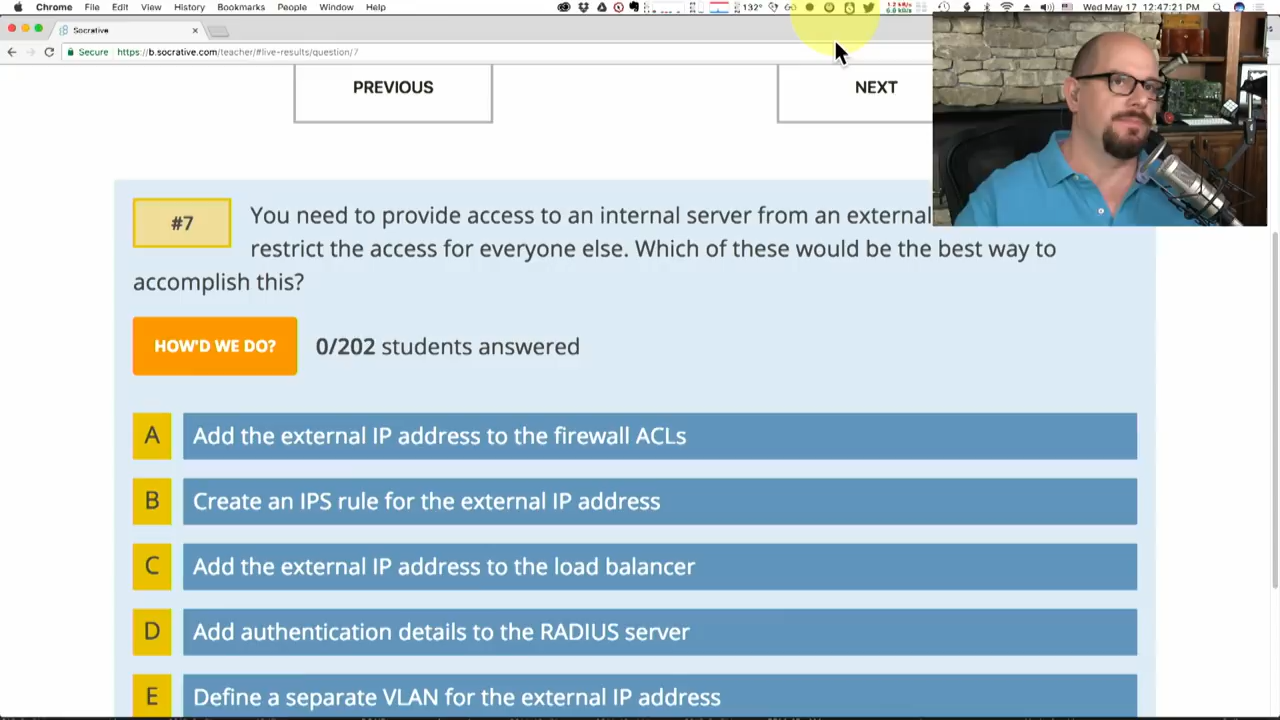 Chrome File Edit View History Bookmarks People Window Help 132° Wed May 17 12:47:21 PM
Socrative
Secure https://b.socrative.com/teacher/#live-results/question/7
PREVIOUS NEXT
#7 You need to provide access to an internal server from an external
restrict the access for everyone else. Which of these would be the best way to
accomplish this?
HOW'D WE DO? 0/202 students answered
A Add the external IP address to the firewall ACLs
B Create an IPS rule for the external IP address
C Add the external IP address to the load balancer
D Add authentication details to the RADIUS server
E Define a separate VLAN for the external IP address